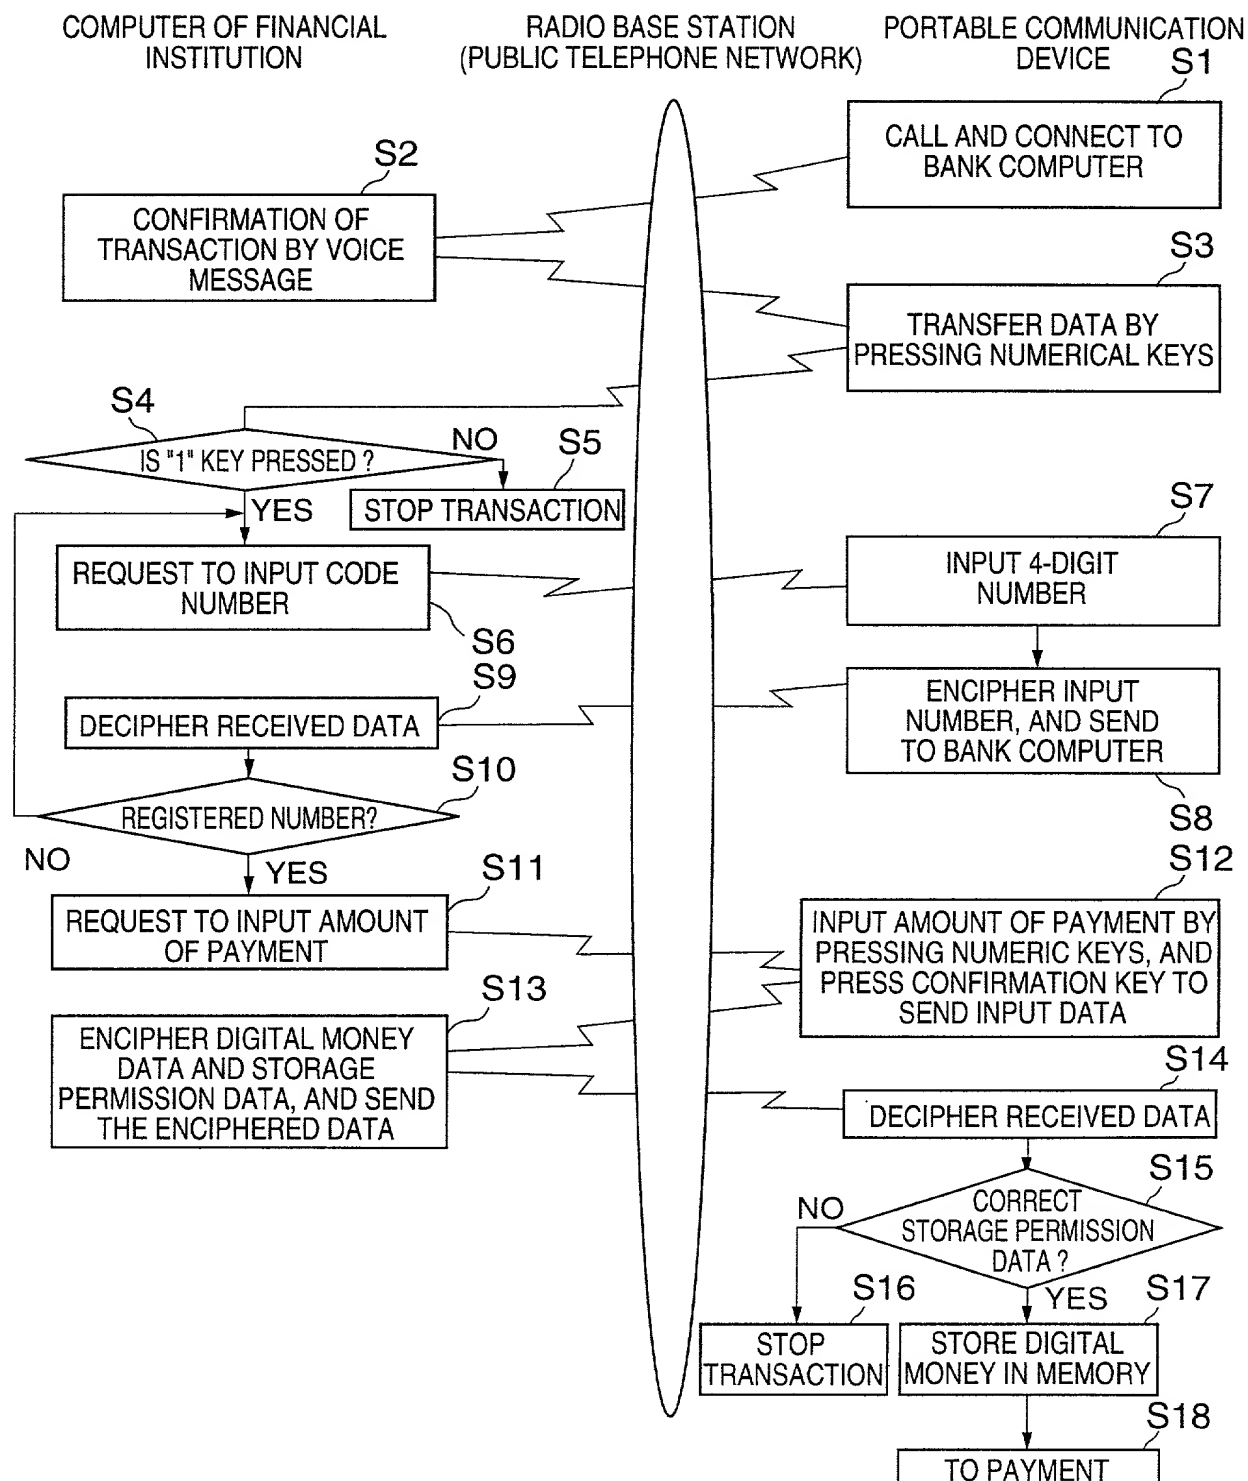 COMPUTER OF FINANCIAL
INSTITUTION
RADIO BASE STATION
(PUBLIC TELEPHONE NETWORK)
PORTABLE COMMUNICATION
DEVICE
S1
CALL AND CONNECT TO
BANK COMPUTER
S2
CONFIRMATION OF
TRANSACTION BY VOICE
MESSAGE
S3
TRANSFER DATA BY
PRESSING NUMERICAL KEYS
S4
IS "1" KEY PRESSED ?
NO
S5
STOP TRANSACTION
YES
REQUEST TO INPUT CODE
NUMBER
S6
S7
INPUT 4-DIGIT
NUMBER
ENCIPHER INPUT
NUMBER, AND SEND
TO BANK COMPUTER
S8
S9
DECIPHER RECEIVED DATA
S10
REGISTERED NUMBER?
NO
YES
S11
REQUEST TO INPUT AMOUNT
OF PAYMENT
S12
INPUT AMOUNT OF PAYMENT BY
PRESSING NUMERIC KEYS, AND
PRESS CONFIRMATION KEY TO
SEND INPUT DATA
S13
ENCIPHER DIGITAL MONEY
DATA AND STORAGE
PERMISSION DATA, AND SEND
THE ENCIPHERED DATA
S14
DECIPHER RECEIVED DATA
S15
CORRECT
STORAGE PERMISSION
DATA ?
NO
YES
S16
STOP
TRANSACTION
S17
STORE DIGITAL
MONEY IN MEMORY
S18
TO PAYMENT